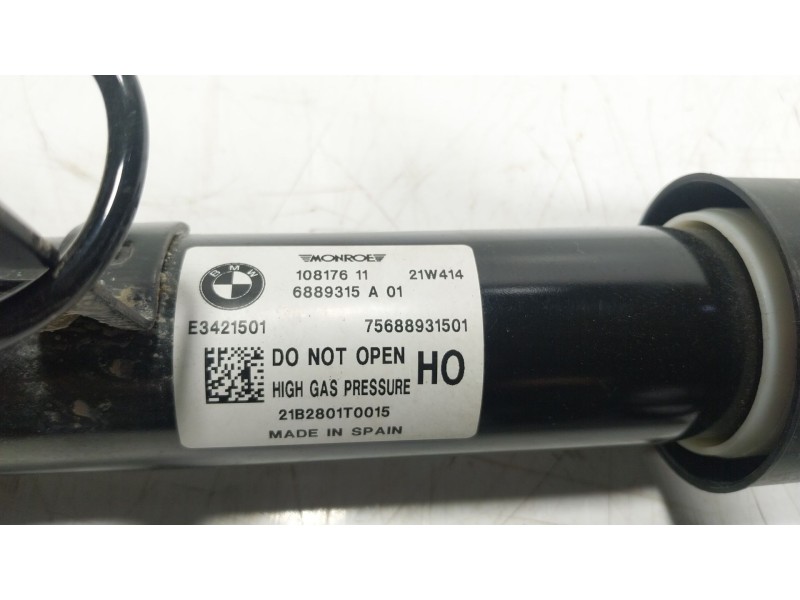 MONROE
BMW
108176 11 21W414
6889315 A 01
E3421501 75688931501
DO NOT OPEN HO
HIGH GAS PRESSURE
21B2801T0015
MADE IN SPAIN